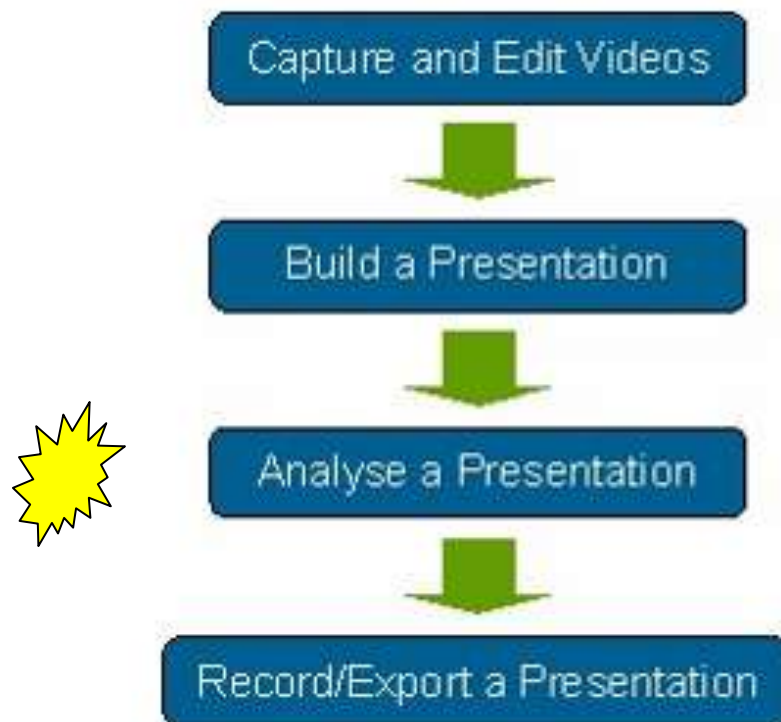 Capture and Edit Videos
Build a Presentation
Analyse a Presentation
Record/Export a Presentation